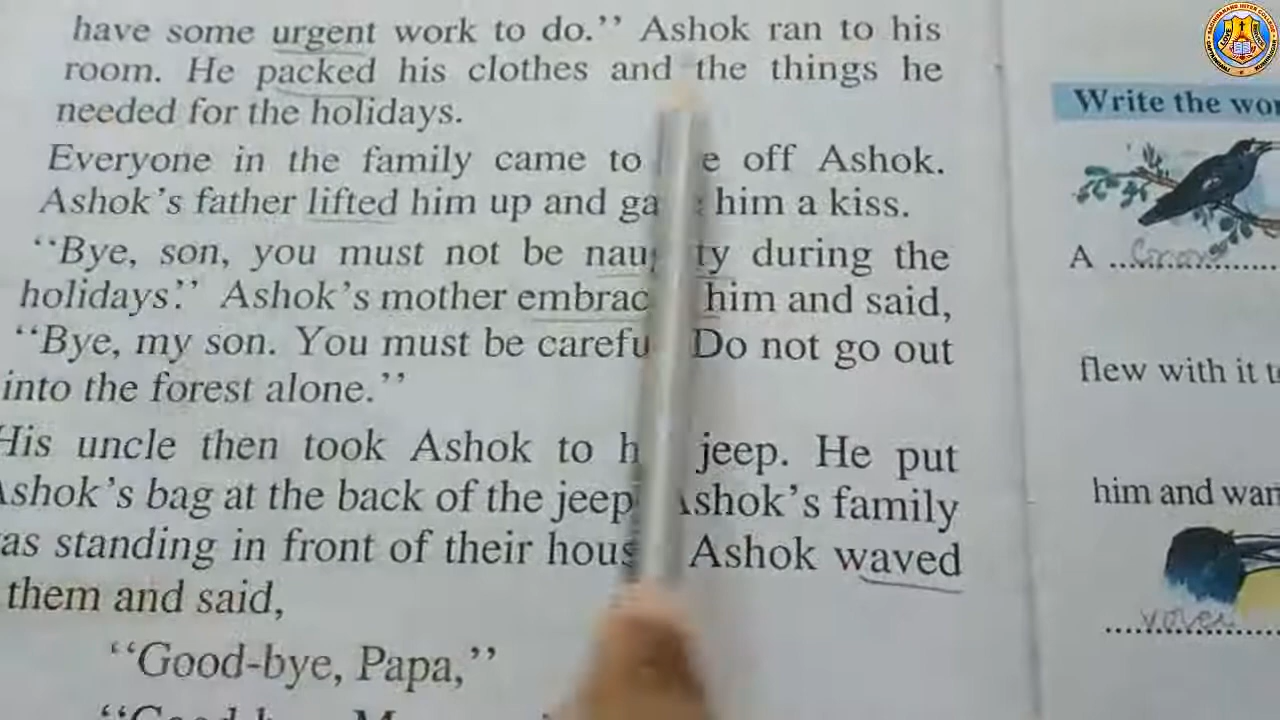 have some urgent work to do.” Ashok ran to his
room. He packed his clothes and the things he
needed for the holidays.
Everyone in the family came to e off Ashok.
Ashok’s father lifted him up and ga him a kiss.
“Bye, son, you must not be naughty during the
holidays.” Ashok’s mother embrac him and said,
“Bye, my son. You must be carefu Do not go out
into the forest alone.”
His uncle then took Ashok to h jeep. He put
Ashok’s bag at the back of the jeep Ashok’s family
as standing in front of their hous Ashok waved
them and said,
“Good-bye, Papa,”
Write the wor
A
flew with it t
him and war